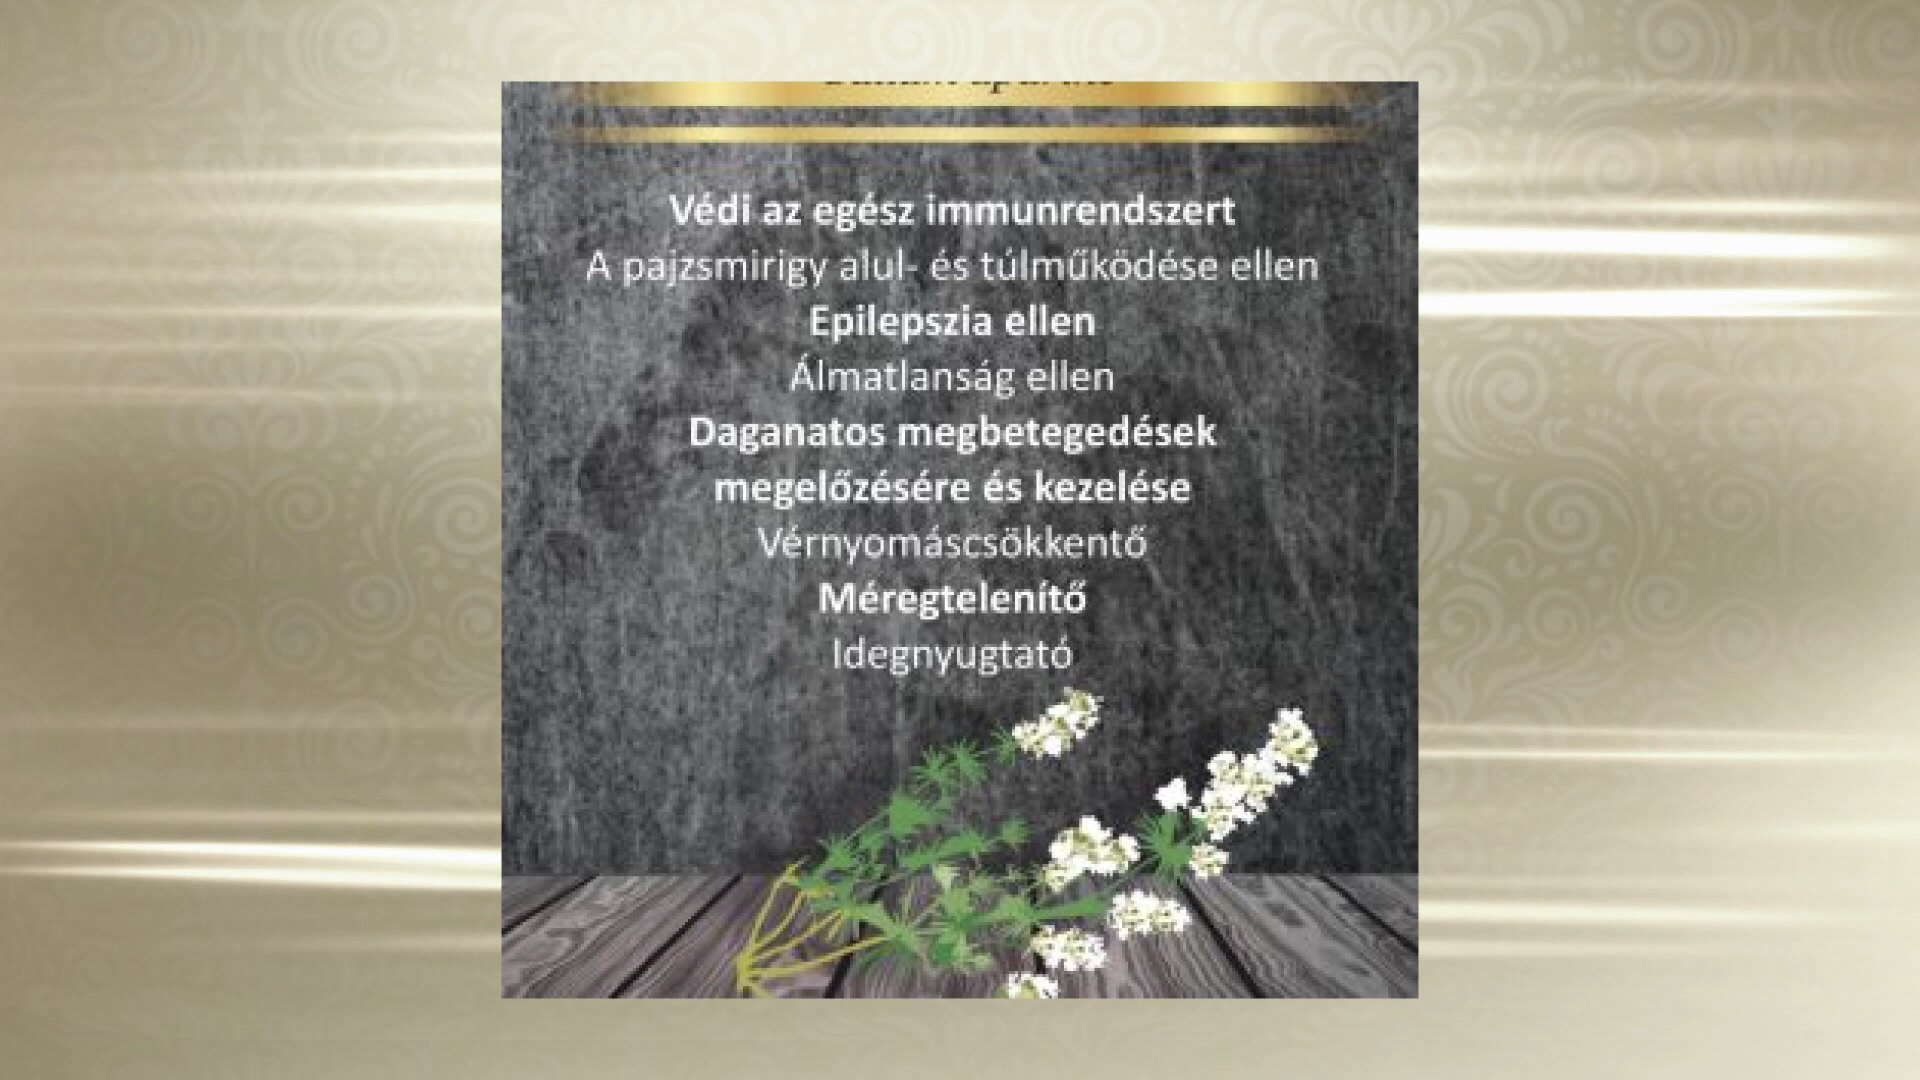 Védi az egész immunrendszert
A pajzsmirigy alul- és túlműködése ellen
Epilepszia ellen
Álmatlanság ellen
Daganatos megbetegedések
megelőzésére és kezelése
Vérnyomáscsökkentő
Méregtelenítő
Idegnyugtató